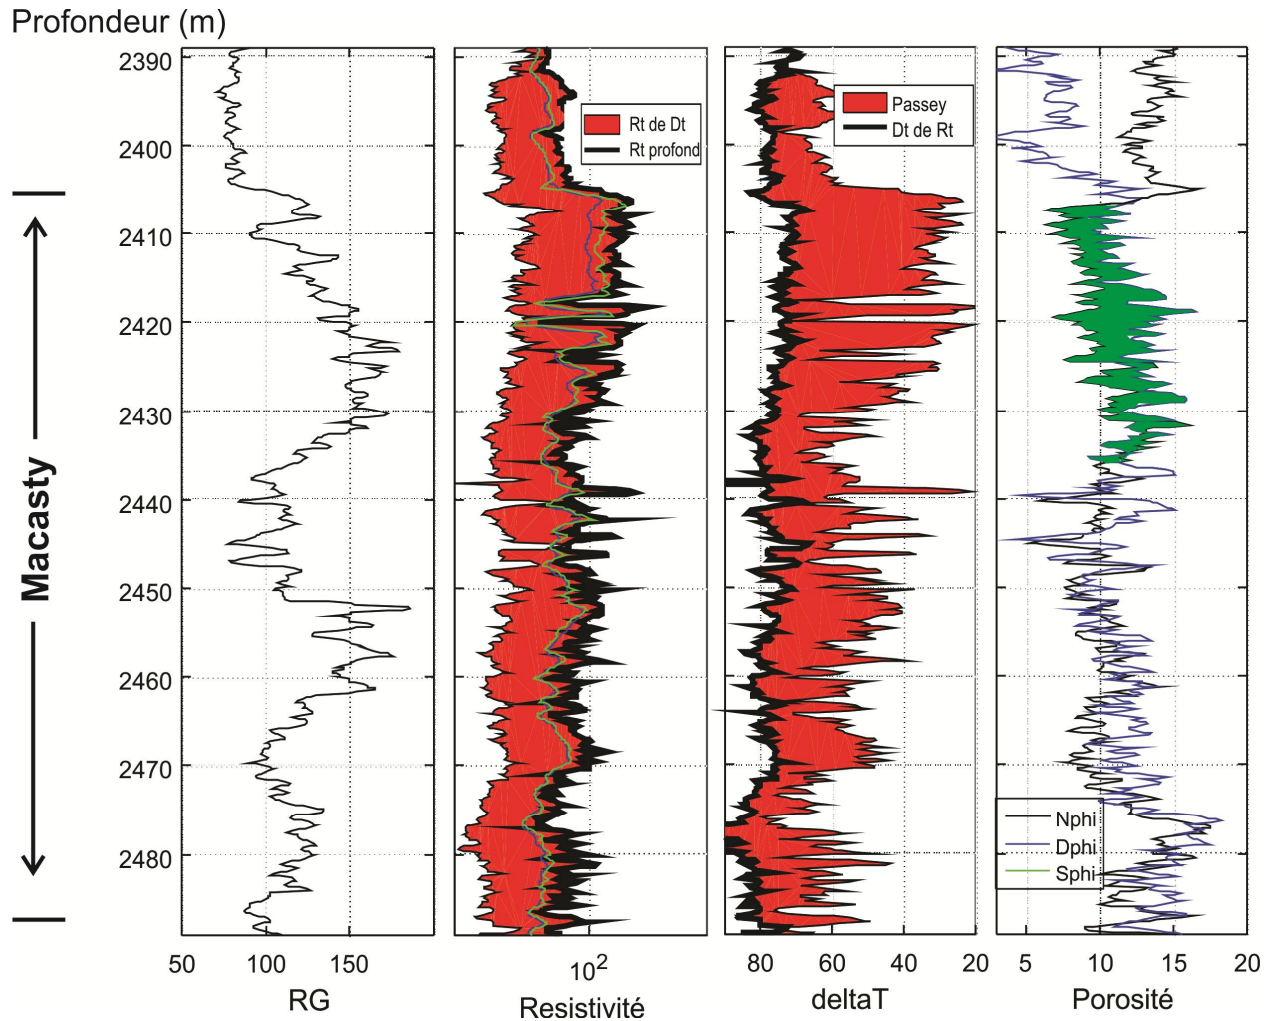 Profondeur (m)
2390
2400
2410
2420
2430
2440
2450
2460
2470
2480
Macasty
50 100 150
RG
Rt de Dt
Rt profond
10²
Resistivité
Passey
Dt de Rt
80 60 40 20
deltaT
Nphi
Dphi
Sphi
5 10 15 20
Porosité